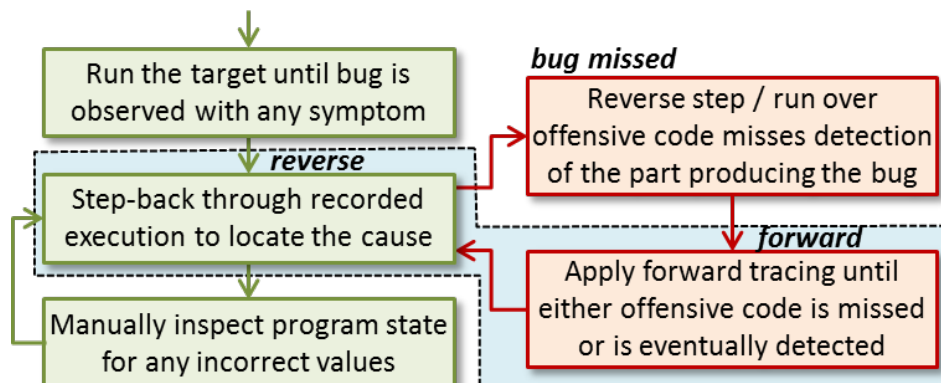 Run the target until bug is
observed with any symptom
reverse
Step-back through recorded
execution to locate the cause
Manually inspect program state
for any incorrect values
bug missed
Reverse step / run over
offensive code misses detection
of the part producing the bug
forward
Apply forward tracing until
either offensive code is missed
or is eventually detected